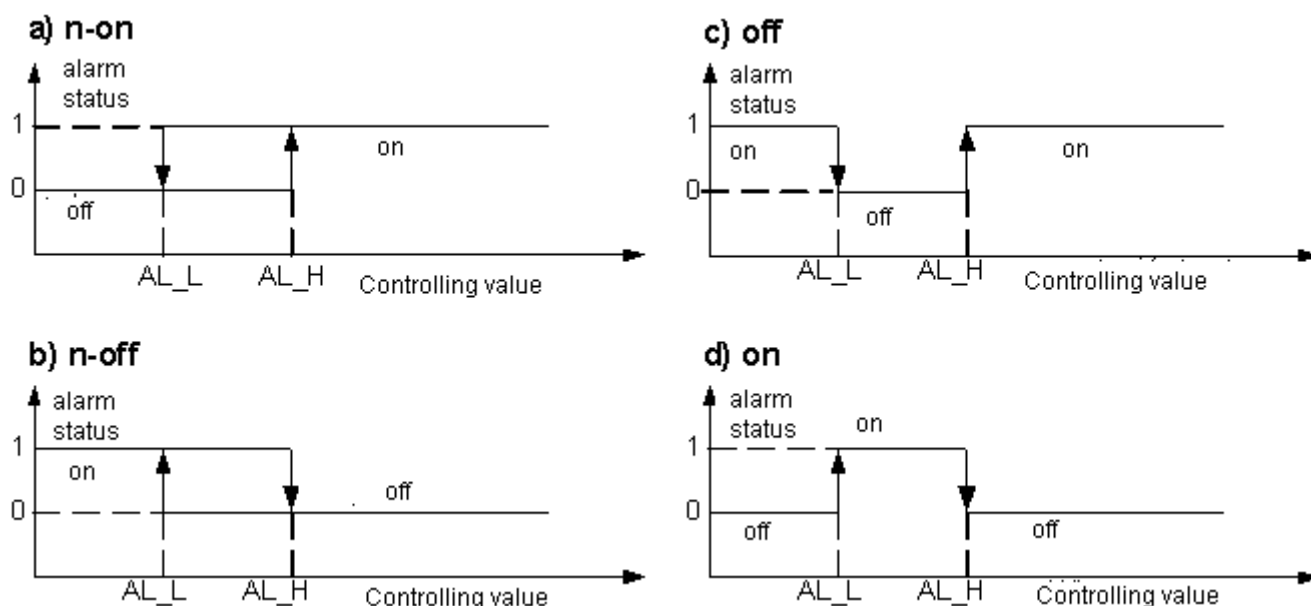 a) n-on
alarm
status
1
on
0
off
AL_L
AL_H
Controlling value
c) off
alarm
status
1
on
on
0
off
AL_L
AL_H
Controlling value
b) n-off
alarm
status
1
on
0
off
AL_L
AL_H
Controlling value
d) on
alarm
status
on
1
0
off
off
AL_L
AL_H
Controlling value